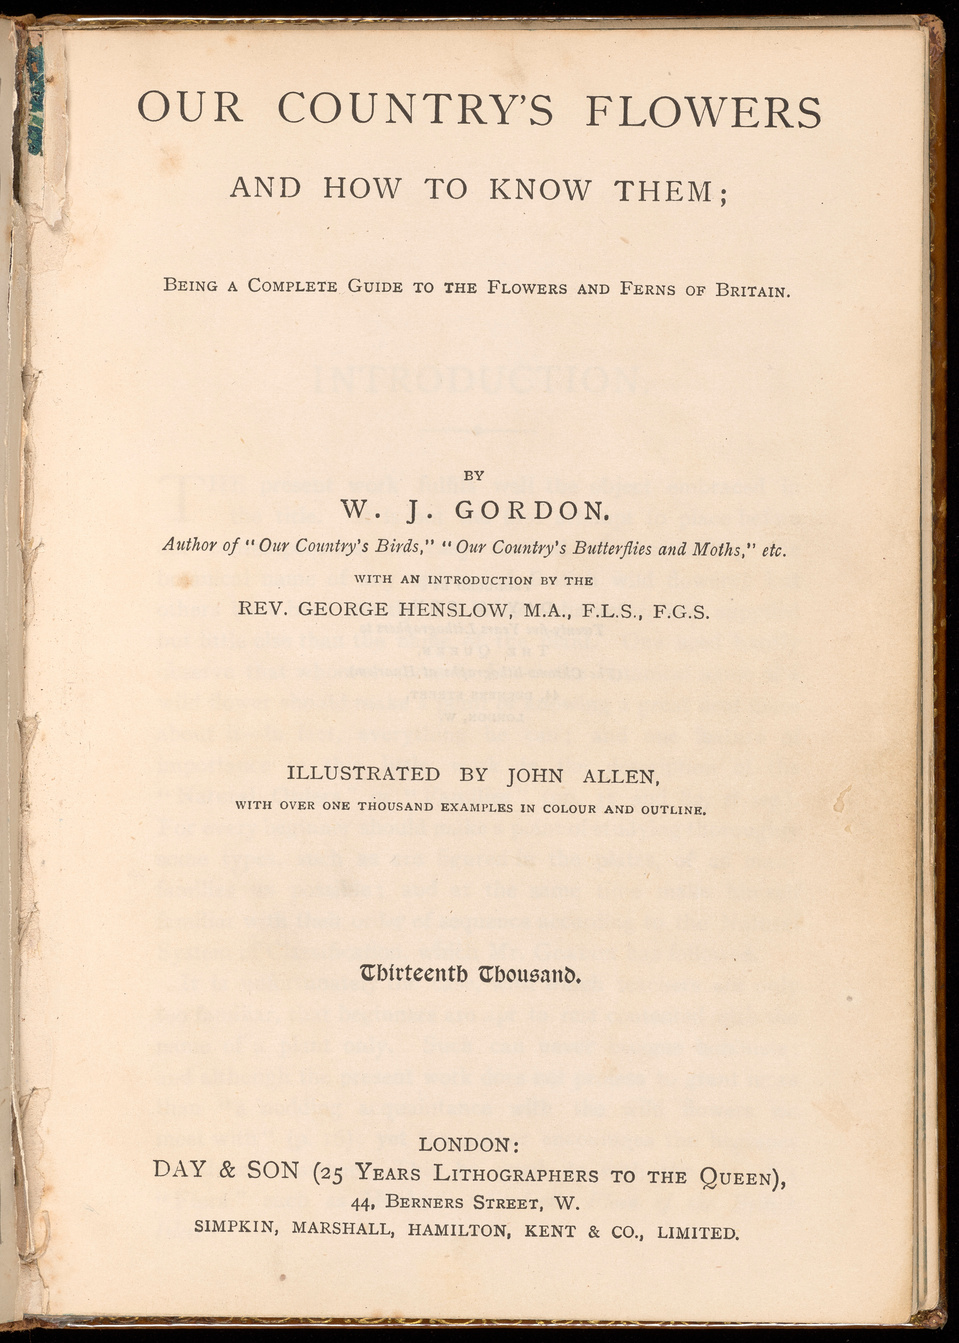 OUR COUNTRY'S FLOWERS
AND HOW TO KNOW THEM;
BEING A COMPLETE GUIDE TO THE FLOWERS AND FERNS OF BRITAIN.
BY
W. J. GORDON.
Author of "Our Country's Birds," "Our Country's Butterflies and Moths," etc.
WITH AN INTRODUCTION BY THE
REV. GEORGE HENSLOW, M.A., F.L.S., F.G.S.
ILLUSTRATED BY JOHN ALLEN,
WITH OVER ONE THOUSAND EXAMPLES IN COLOUR AND OUTLINE.
Thirteenth Thousand.
LONDON:
DAY & SON (25 YEARS LITHOGRAPHERS TO THE QUEEN),
44, BERNERS STREET, W.
SIMPKIN, MARSHALL, HAMILTON, KENT & CO., LIMITED.